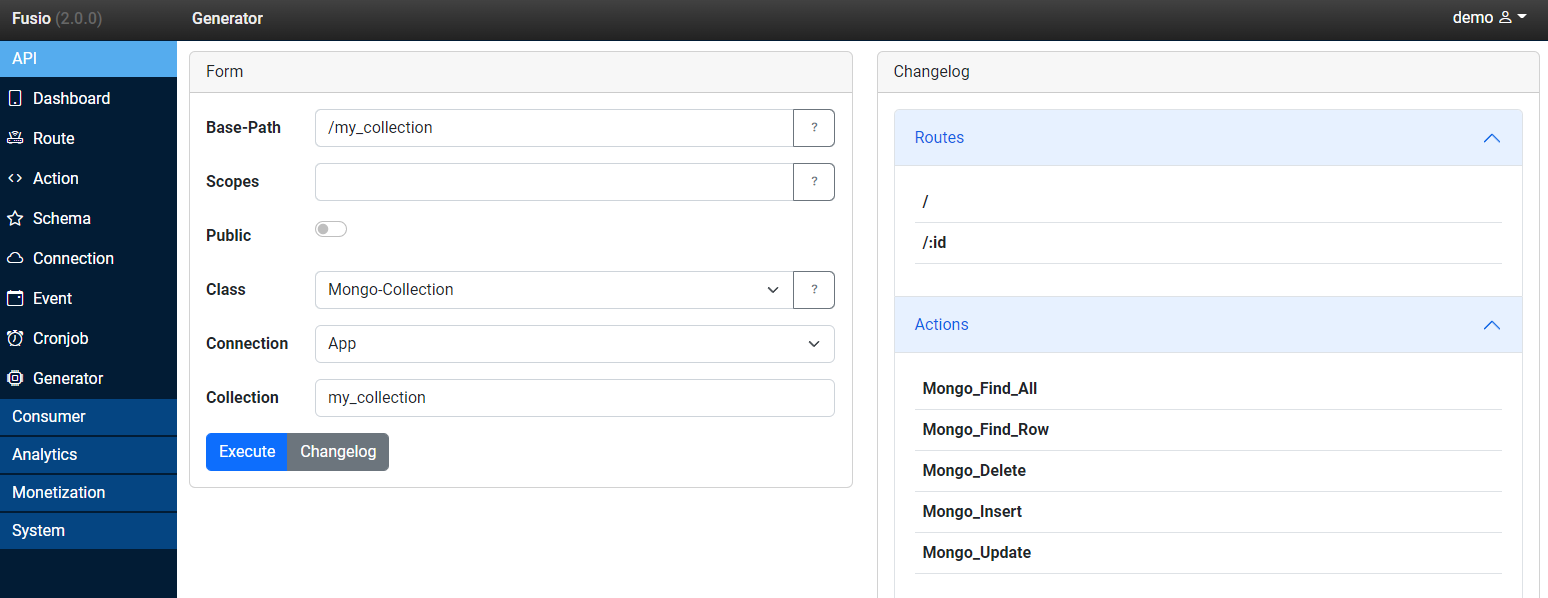 Fusio (2.0.0)
Generator
demo
API
Dashboard
Route
Action
Schema
Connection
Event
Cronjob
Generator
Consumer
Analytics
Monetization
System
Form
Base-Path
/my_collection
?
Scopes
?
Public
Class
Mongo-Collection
?
Connection
App
Collection
my_collection
Execute
Changelog
Changelog
Routes
/
/:id
Actions
Mongo_Find_All
Mongo_Find_Row
Mongo_Delete
Mongo_Insert
Mongo_Update